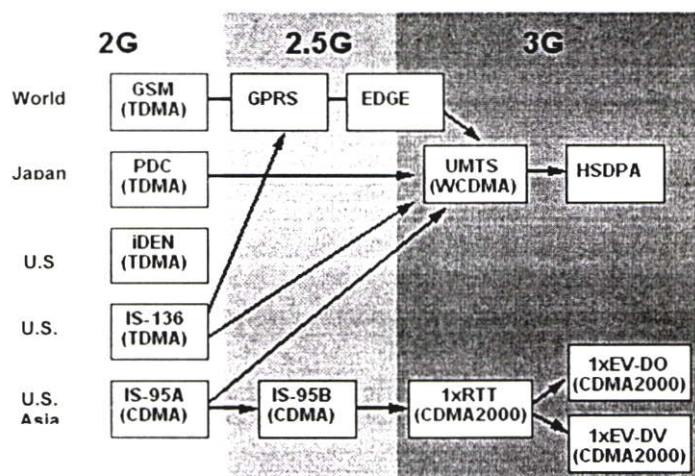 2G 2.5G 3G
World GSM GPRS EDGE
(TDMA)
Japan PDC UMTS HSDPA
(TDMA) (WCDMA)
U.S iDEN
(TDMA)
U.S. IS-136
(TDMA)
1xEV-DO
(CDMA2000)
U.S. IS-95A IS-95B 1xRTT
Asia (CDMA) (CDMA) (CDMA2000)
1xEV-DV
(CDMA2000)